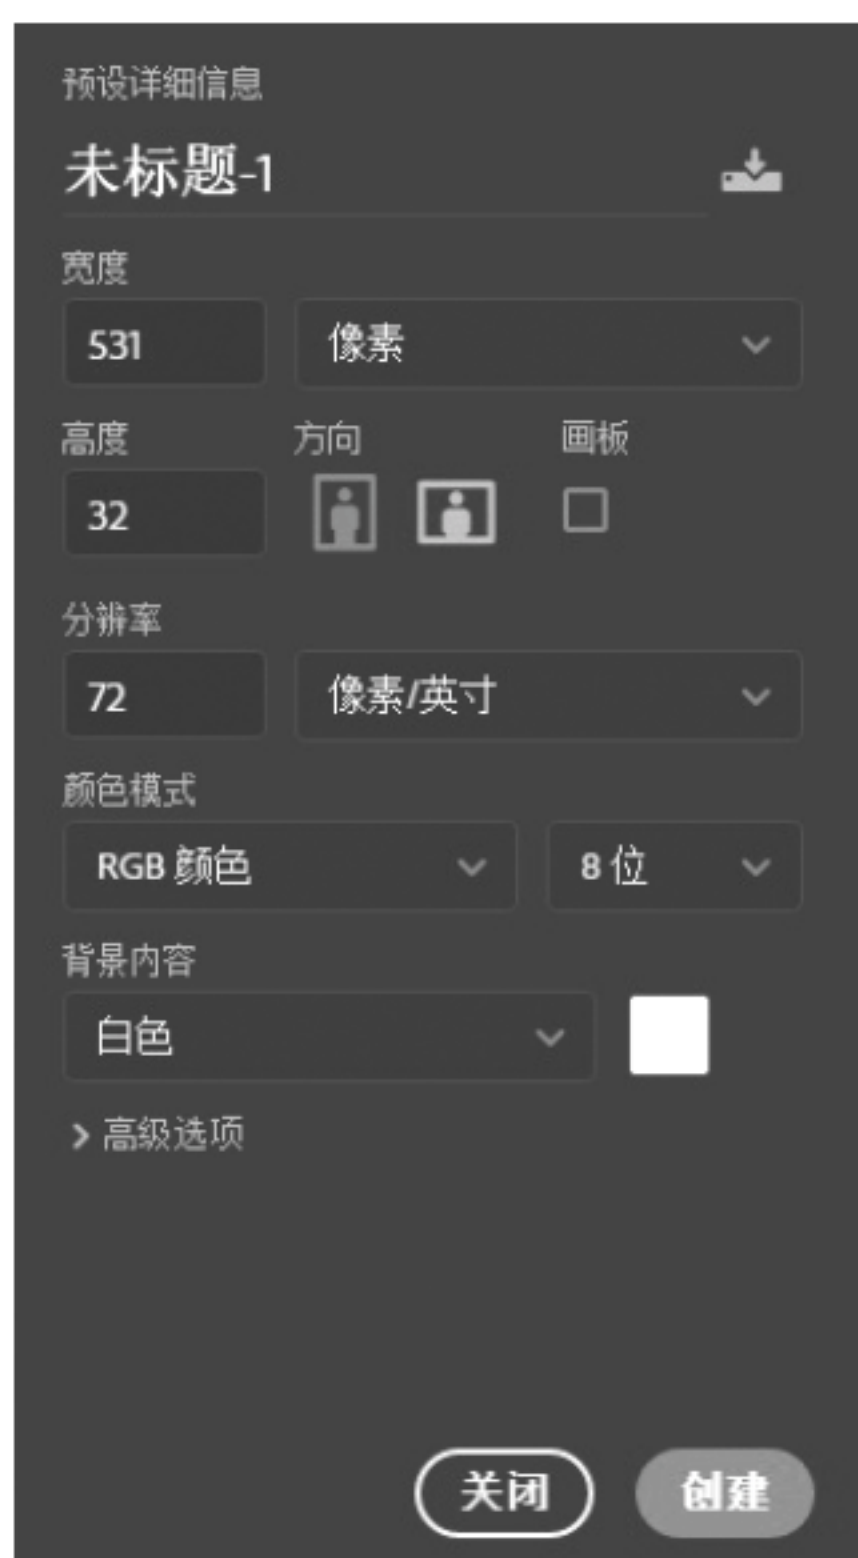 预设详细信息
未标题-1
宽度
531 像素
高度 方向 画板
32
分辨率
72 像素/英寸
颜色模式
RGB 颜色 8 位
背景内容
白色
高级选项
关闭 创建